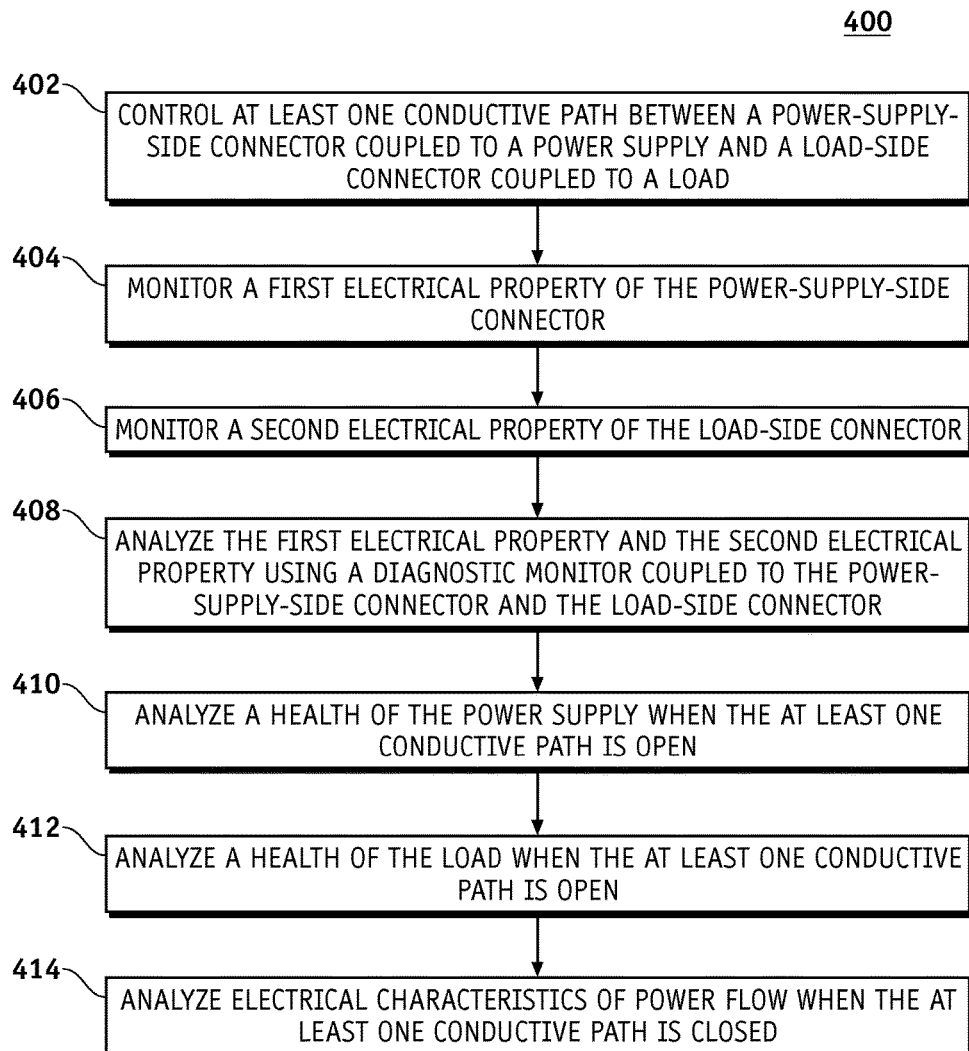 400
402
CONTROL AT LEAST ONE CONDUCTIVE PATH BETWEEN A POWER-SUPPLY-
SIDE CONNECTOR COUPLED TO A POWER SUPPLY AND A LOAD-SIDE
CONNECTOR COUPLED TO A LOAD
404
MONITOR A FIRST ELECTRICAL PROPERTY OF THE POWER-SUPPLY-SIDE
CONNECTOR
406
MONITOR A SECOND ELECTRICAL PROPERTY OF THE LOAD-SIDE CONNECTOR
408
ANALYZE THE FIRST ELECTRICAL PROPERTY AND THE SECOND ELECTRICAL
PROPERTY USING A DIAGNOSTIC MONITOR COUPLED TO THE POWER-
SUPPLY-SIDE CONNECTOR AND THE LOAD-SIDE CONNECTOR
410
ANALYZE A HEALTH OF THE POWER SUPPLY WHEN THE AT LEAST ONE
CONDUCTIVE PATH IS OPEN
412
ANALYZE A HEALTH OF THE LOAD WHEN THE AT LEAST ONE CONDUCTIVE
PATH IS OPEN
414
ANALYZE ELECTRICAL CHARACTERISTICS OF POWER FLOW WHEN THE AT
LEAST ONE CONDUCTIVE PATH IS CLOSED